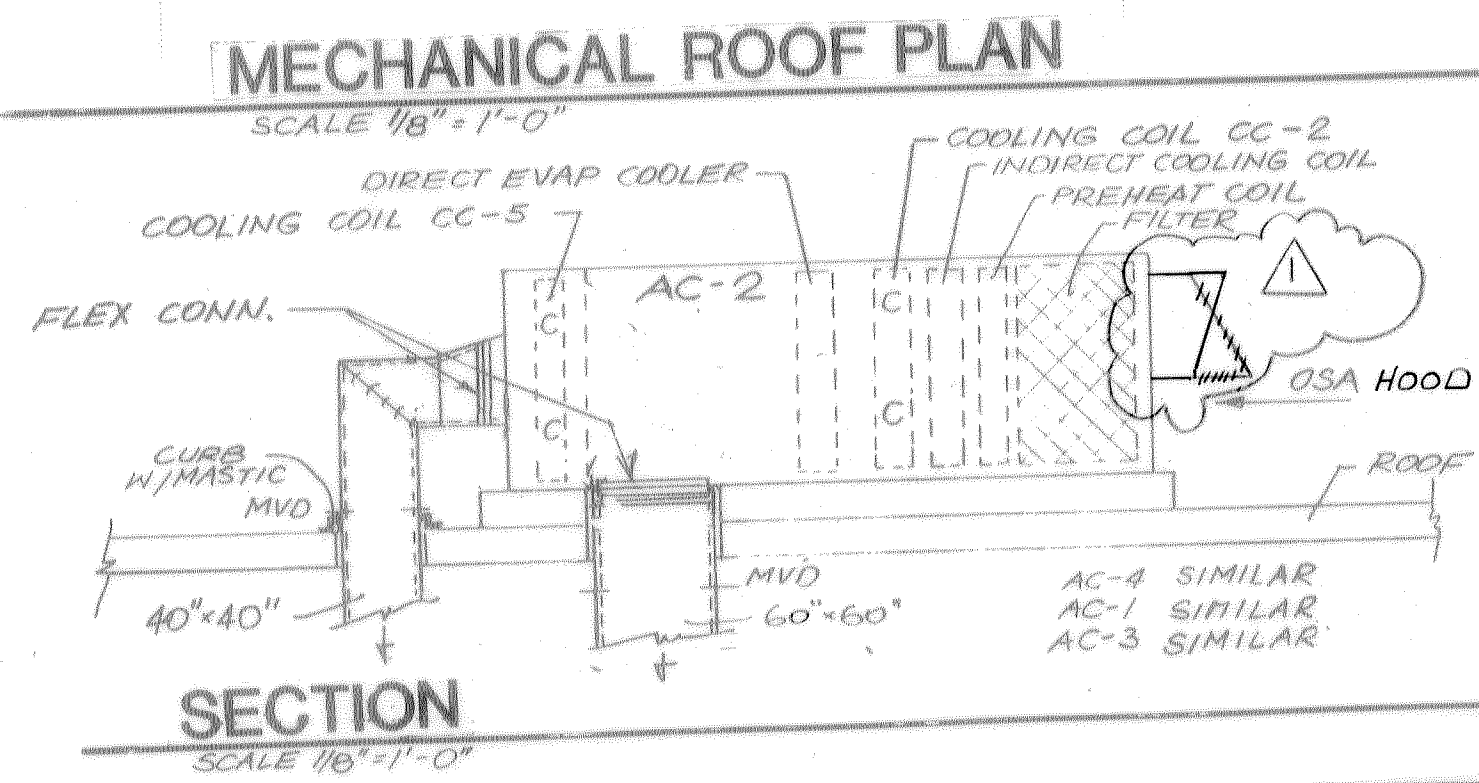 MECHANICAL ROOF PLAN
SCALE 1/8" = 1'-0"
COOLING COIL CC-2
INDIRECT COOLING COIL
DIRECT EVAP COOLER
PREHEAT COIL
COOLING COIL CC-5
FILTER
1
AC-2
FLEX CONN.
C
C
C
C
OSA HOOD
CURB
W/MASTIC
MVD
ROOF
MVD
40"x40"
60"x60"
AC-4 SIMILAR
AC-1 SIMILAR
AC-3 SIMILAR
SECTION
SCALE 1/8"=1'-0"